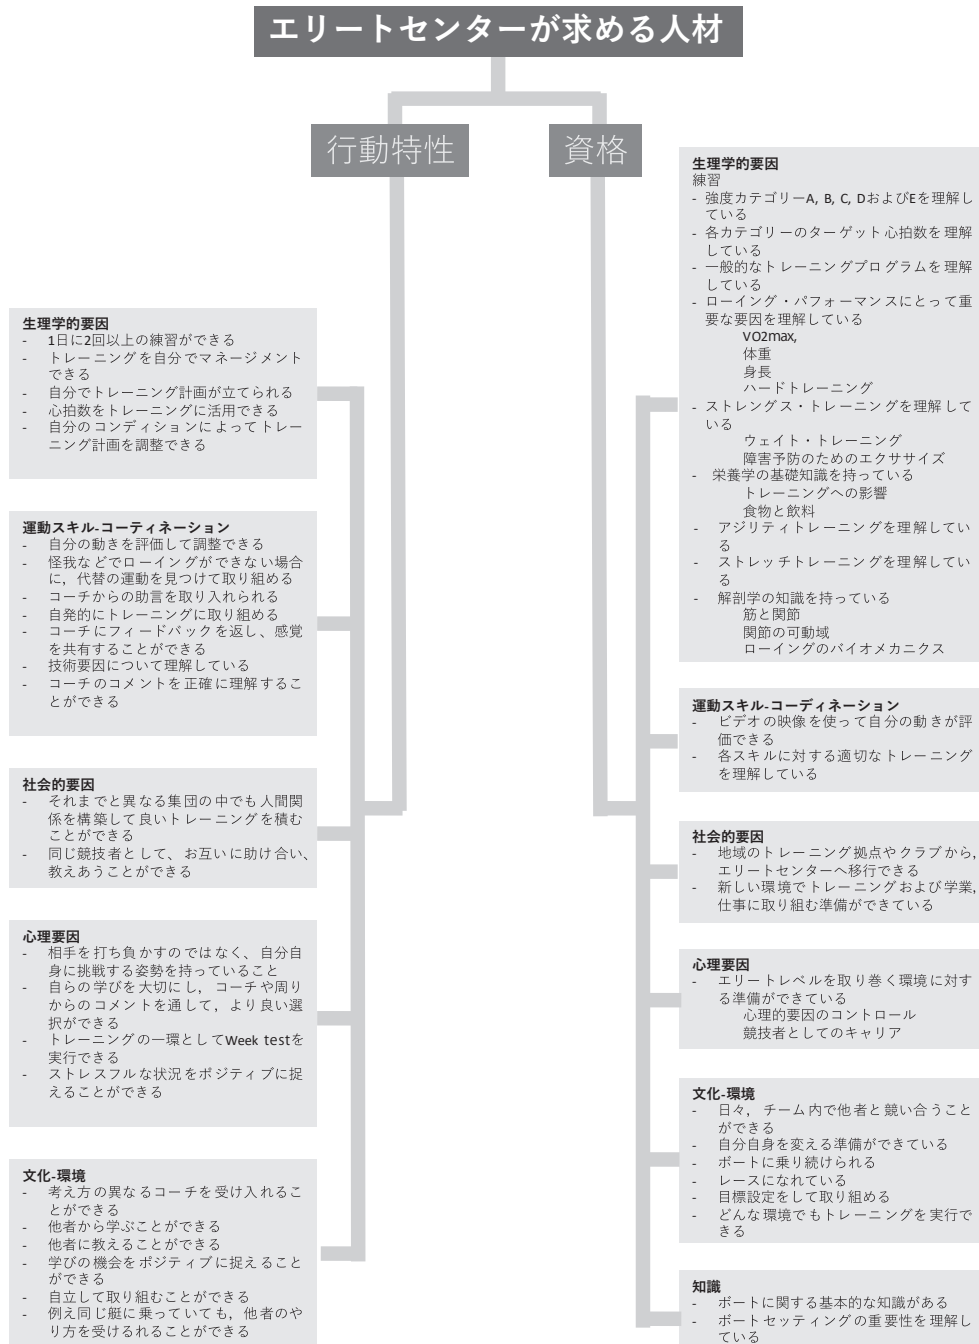 エリートセンターが求める人材
行動特性
資格
生理学的要因
- 1日に2回以上の練習ができる
- トレーニングを自分でマネージメント
できる
- 自分でトレーニング計画が立てられる
- 心拍数をトレーニングに活用できる
- 自分のコンディションによってトレー
ニング計画を調整できる
運動スキル-コーティネーション
- 自分の動きを評価して調整できる
- 怪我などでローイングができない場合
に，代替の運動を見つけて取り組める
- コーチからの助言を取り入れられる
- 自発的にトレーニングに取り組める
- コーチにフィードバックを返し、感覚
を共有することができる
- 技術要因について理解している
- コーチのコメントを正確に理解するこ
とができる
社会的要因
- それまでと異なる集団の中でも人間関
係を構築して良いトレーニングを積む
ことができる
- 同じ競技者として、お互いに助け合い、
教えあうことができる
心理要因
- 相手を打ち負かすのではなく、自分自
身に挑戦する姿勢を持っていること
- 自らの学びを大切にし，コーチや周り
からのコメントを通して，より良い選
択ができる
- トレーニングの一環としてWeek testを
実行できる
- ストレスフルな状況をポジティブに捉
えることができる
文化-環境
- 考え方の異なるコーチを受け入れるこ
とができる
- 他者から学ぶことができる
- 他者に教えることができる
- 学びの機会をポジティブに捉えること
ができる
- 自立して取り組むことができる
- 例え同じ艇に乗っていても，他者のや
り方を受けるれることができる
生理学的要因
練習
- 強度カテゴリーA, B, C, DおよびEを理解し
ている
- 各カテゴリーのターゲット心拍数を理解
している
- 一般的なトレーニングプログラムを理解
している
- ローイング・パフォーマンスにとって重
要な要因を理解している
VO2max,
体重
身長
ハードトレーニング
- ストレングス・トレーニングを理解して
いる
ウェイト・トレーニング
障害予防のためのエクササイズ
- 栄養学の基礎知識を持っている
トレーニングへの影響
食物と飲料
- アジリティトレーニングを理解してい
る
- ストレッチトレーニングを理解してい
る
- 解剖学の知識を持っている
筋と関節
関節の可動域
ローイングのバイオメカニクス
運動スキル-コーディネーション
- ビデオの映像を使って自分の動きが評
価できる
- 各スキルに対する適切なトレーニング
を理解している
社会的要因
- 地域のトレーニング拠点やクラブから，
エリートセンターへ移行できる
- 新しい環境でトレーニングおよび学業，
仕事に取り組む準備ができている
心理要因
- エリートレベルを取り巻く環境に対す
る準備ができている
心理的要因のコントロール
競技者としてのキャリア
文化-環境
- 日々，チーム内で他者と競い合うこと
ができる
- 自分自身を変える準備ができている
- ボートに乗り続けられる
- レースになれている
- 目標設定をして取り組める
- どんな環境でもトレーニングを実行で
きる
知識
- ボートに関する基本的な知識がある
- ボートセッティングの重要性を理解し
ている